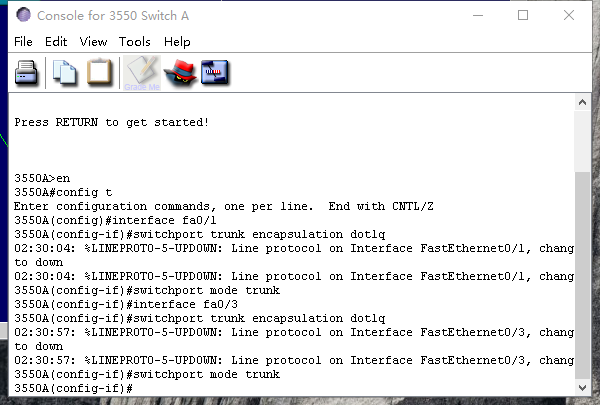 Console for 3550 Switch A
File Edit View Tools Help
Grade Me
Press RETURN to get started!
3550A>en
3550A#config t
Enter configuration commands, one per line.  End with CNTL/Z
3550A(config)#interface fa0/1
3550A(config-if)#switchport trunk encapsulation dot1q
02:30:04: %LINEPROTO-5-UPDOWN: Line protocol on Interface FastEthernet0/1, chang
to down
02:30:04: %LINEPROTO-5-UPDOWN: Line protocol on Interface FastEthernet0/1, chang
3550A(config-if)#switchport mode trunk
3550A(config-if)#interface fa0/3
3550A(config-if)#switchport trunk encapsulation dot1q
02:30:57: %LINEPROTO-5-UPDOWN: Line protocol on Interface FastEthernet0/3, chang
to down
02:30:57: %LINEPROTO-5-UPDOWN: Line protocol on Interface FastEthernet0/3, chang
3550A(config-if)#switchport mode trunk
3550A(config-if)#